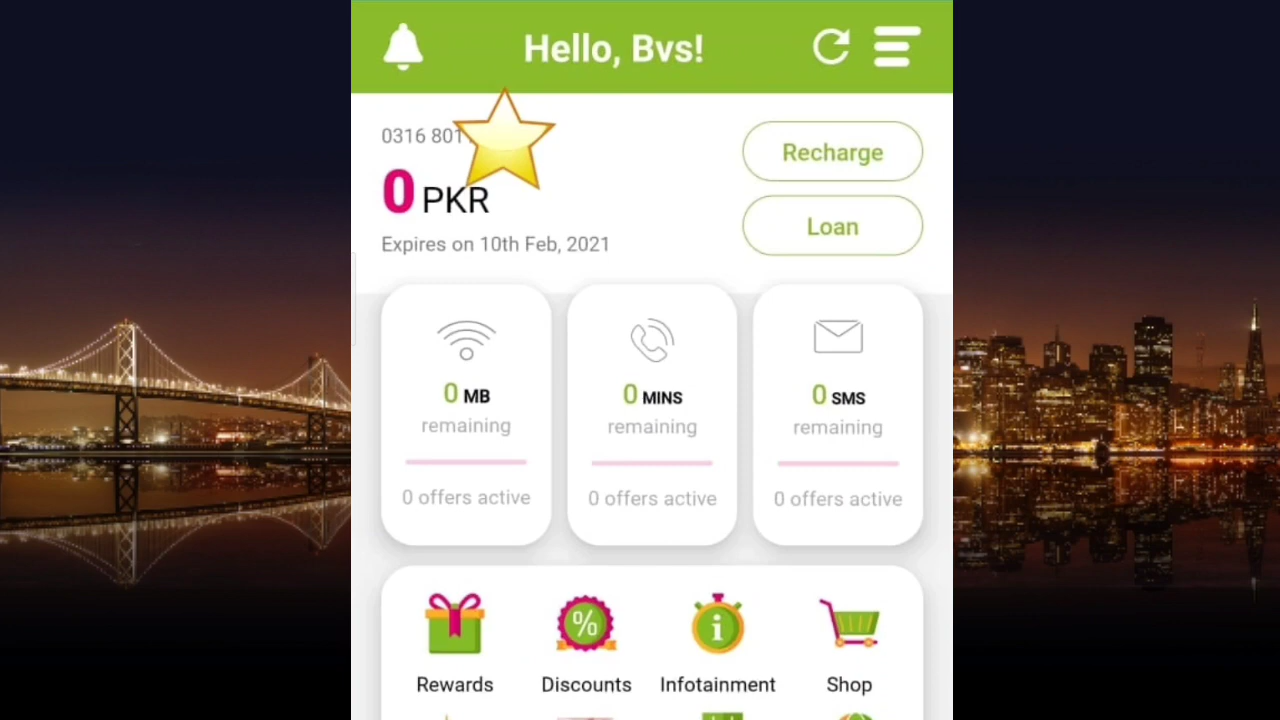 Hello, Bvs!
0316 801
Recharge
0 PKR
Loan
Expires on 10th Feb, 2021
0 MB
remaining
0 offers active
0 MINS
remaining
0 offers active
0 SMS
remaining
0 offers active
%
i
Rewards
Discounts
Infotainment
Shop